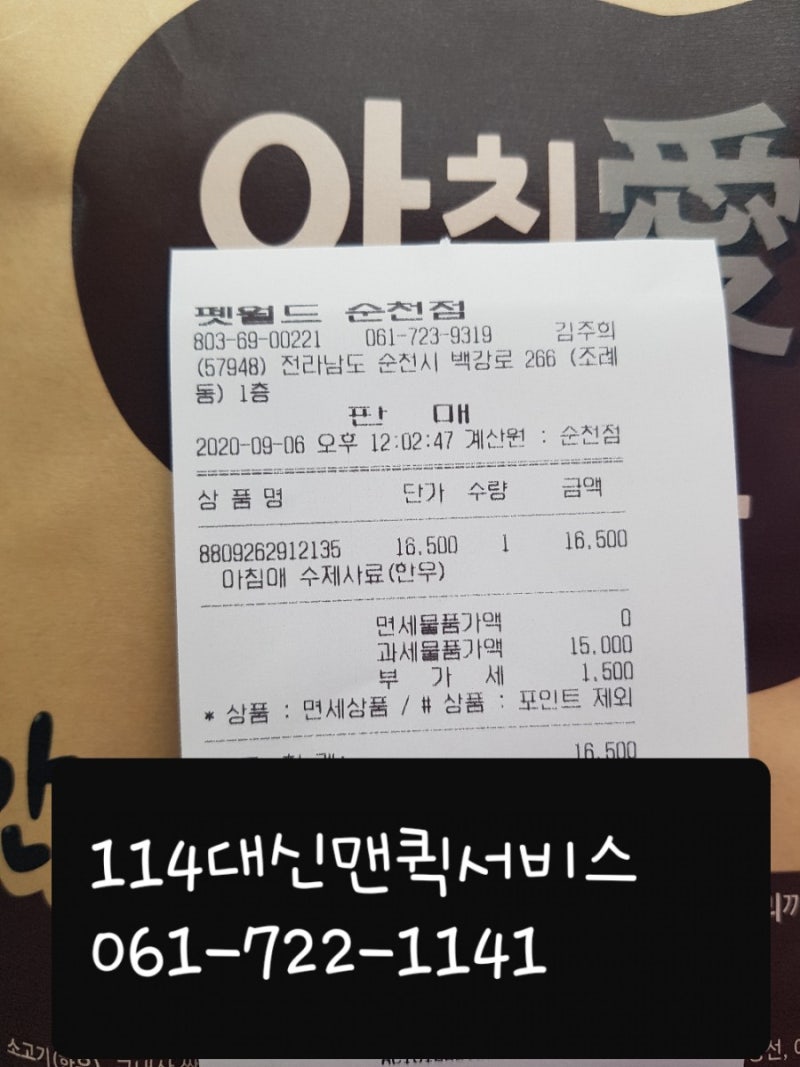 아침愛
펫월드 순천점
803-69-00221 061-723-9319 김주희
(57948) 전라남도 순천시 백강로 266 (조례
동) 1층
판 매
2020-09-06 오후 12:02:47 계산원 : 순천점
상 품 명 단가 수량 금액
8809262912135 16,500 1 16,500
아침애 수제사료(한우)
면세물품가액 0
과세물품가액 15,000
부 가 세 1,500
* 상품 : 면세상품 / # 상품 : 포인트 제외
16,500
114대신맨퀵서비스
061-722-1141
소고기(한우)